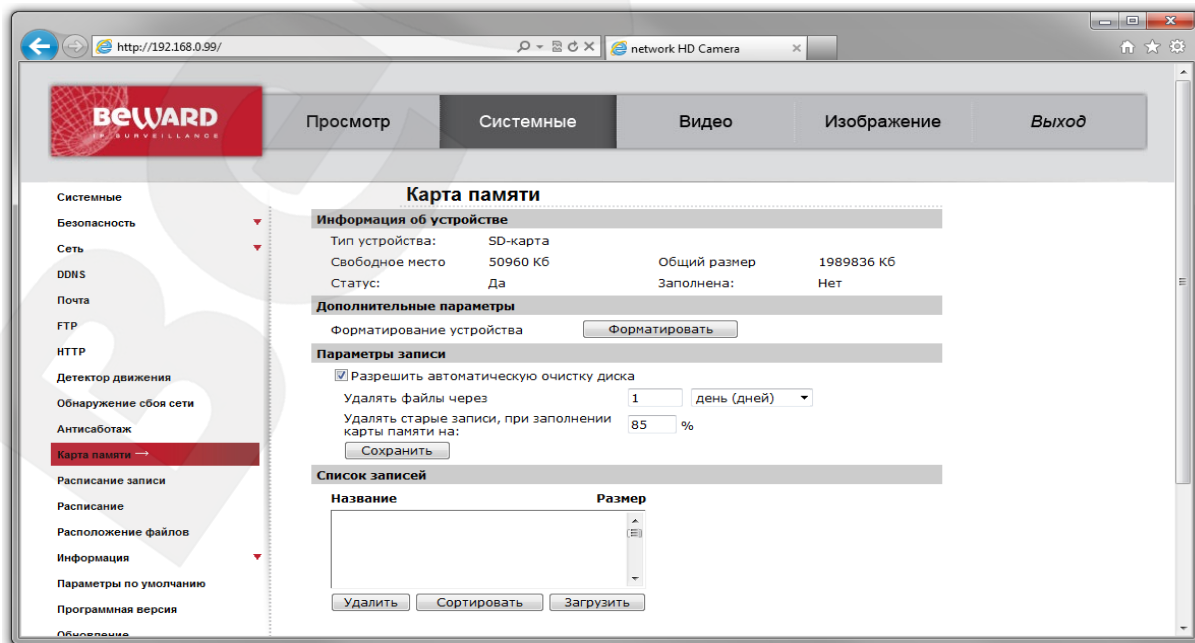 http://192.168.0.99/
network HD Camera
BEWARD
IP SURVEILLANCE
Просмотр
Системные
Видео
Изображение
Выход
Системные
Безопасность
Сеть
DDNS
Почта
FTP
HTTP
Детектор движения
Обнаружение сбоя сети
Антисаботаж
Карта памяти →
Расписание записи
Расписание
Расположение файлов
Информация
Параметры по умолчанию
Программная версия
Обновление
Карта памяти
Информация об устройстве
Тип устройства: SD-карта
Свободное место 50960 Кб Общий размер 1989836 Кб
Статус: Да Заполнена: Нет
Дополнительные параметры
Форматирование устройства Форматировать
Параметры записи
Разрешить автоматическую очистку диска
Удалять файлы через 1 день (дней)
Удалять старые записи, при заполнении
карты памяти на: 85 %
Сохранить
Список записей
Название Размер
Удалить Сортировать Загрузить